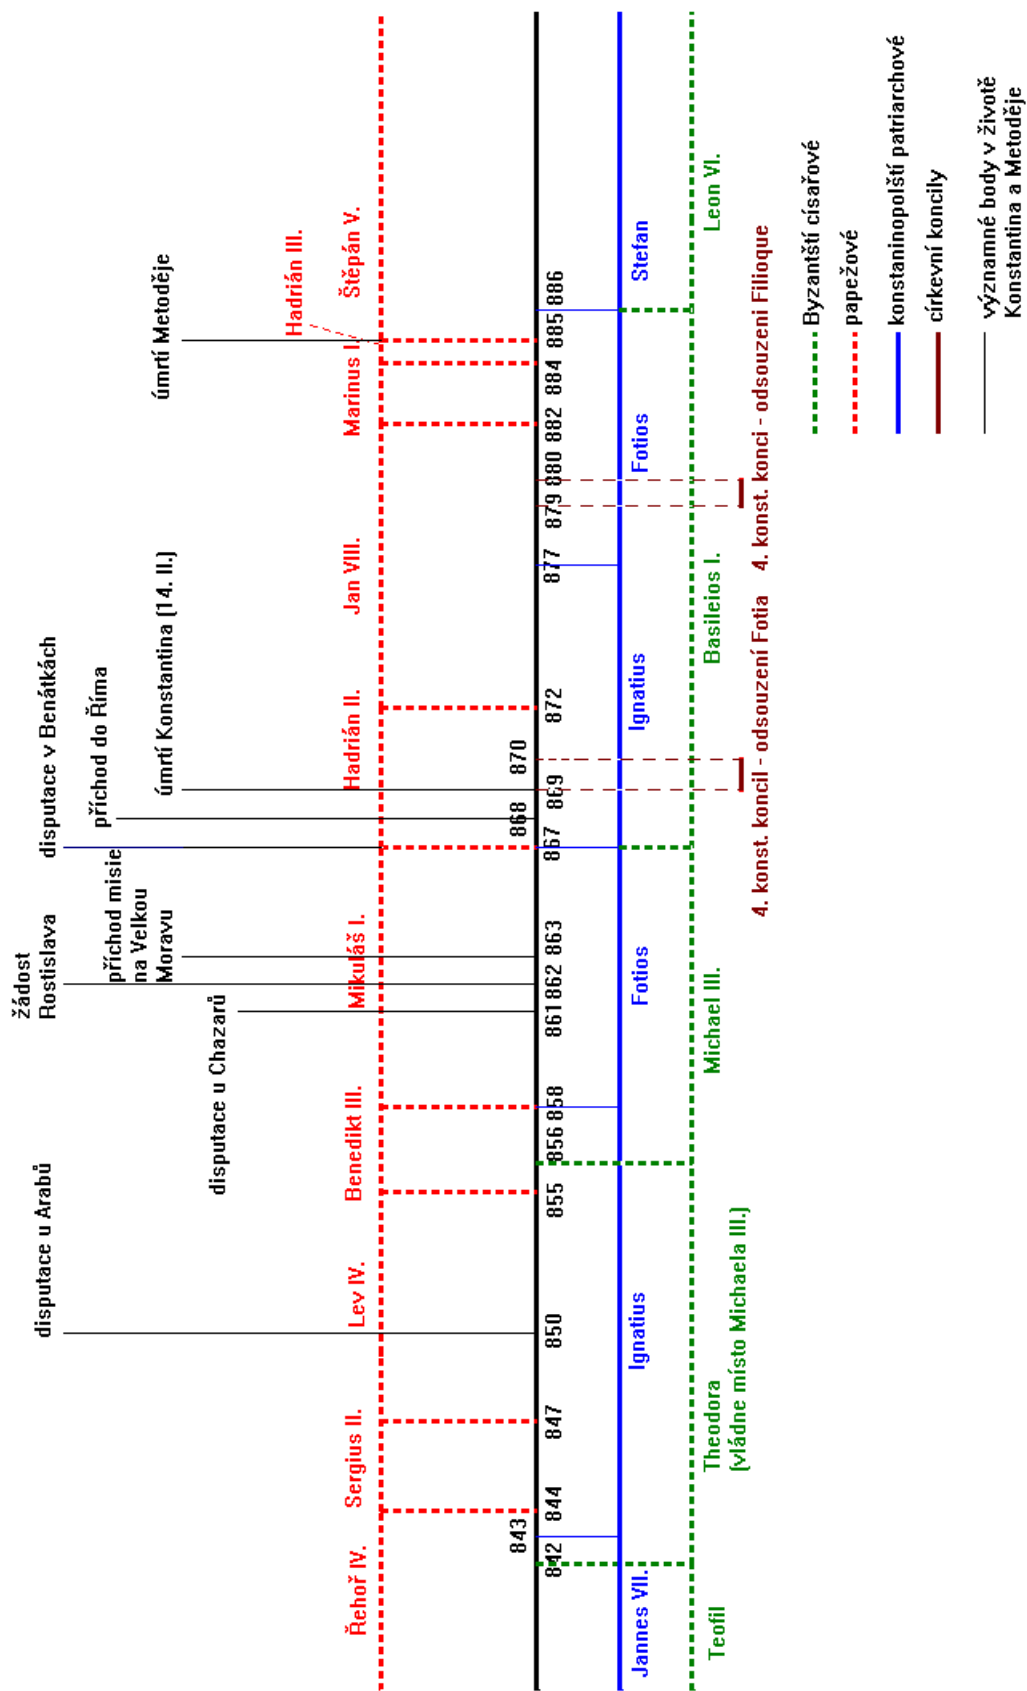 disputace u Arabů
žádost
Rostislava
disputace v Benátkách
příchod misie
na Velkou
Moravu
příchod do Říma
disputace u Chazarů
úmrtí Konstantina (14. II.)
úmrtí Metoděje
Hadrián III.
Řehoř IV.
Sergius II.
Lev IV.
Benedikt III.
Mikuláš I.
Hadrián II.
Jan VIII.
Marinus I.
Štěpán V.
843
868
870
842
844
847
850
855
856
858
861
862
863
867
869
872
877
879
880
882
884
885
886
Jannes VII.
Ignatius
Fotios
Ignatius
Fotios
Stefan
Teofil
Theodora
(vládne místo Michaela III.)
Michael III.
Basileios I.
Leon VI.
4. konst. koncil - odsouzení Fotia
4. konst. konci - odsouzeni Filioque
Byzantští císařové
papežové
konstaninopolští patriarchové
církevní koncily
významné body v životě
Konstantina a Metoděje